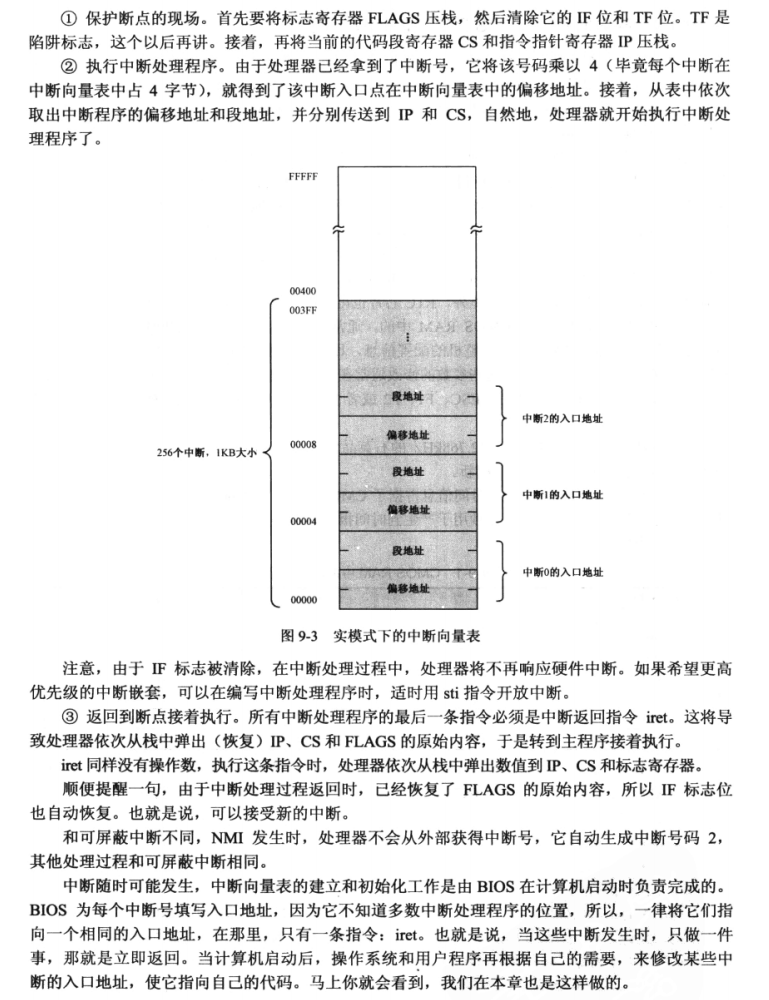 ① 保护断点的现场。首先要将标志寄存器 FLAGS 压栈，然后清除它的 IF 位和 TF 位。TF 是
陷阱标志，这个以后再讲。接着，再将当前的代码段寄存器 CS 和指令指针寄存器 IP 压栈。
② 执行中断处理程序。由于处理器已经拿到了中断号，它将该号码乘以 4（毕竟每个中断在
中断向量表中占 4 字节），就得到了该中断入口点在中断向量表中的偏移地址。接着，从表中依次
取出中断程序的偏移地址和段地址，并分别传送到 IP 和 CS，自然地，处理器就开始执行中断处
理程序了。
FFFFF
00400
003FF
段地址
中断2的入口地址
偏移地址
00008
256个中断，1KB大小
段地址
中断1的入口地址
偏移地址
00004
段地址
中断0的入口地址
偏移地址
00000
图 9-3 实模式下的中断向量表
注意，由于 IF 标志被清除，在中断处理过程中，处理器将不再响应硬件中断。如果希望更高
优先级的中断嵌套，可以在编写中断处理程序时，适时用 sti 指令开放中断。
③ 返回到断点接着执行。所有中断处理程序的最后一条指令必须是中断返回指令 iret。这将导
致处理器依次从栈中弹出（恢复）IP、CS 和 FLAGS 的原始内容，于是转到主程序接着执行。
iret 同样没有操作数，执行这条指令时，处理器依次从栈中弹出数值到 IP、CS 和标志寄存器。
顺便提醒一句，由于中断处理过程返回时，已经恢复了 FLAGS 的原始内容，所以 IF 标志位
也自动恢复。也就是说，可以接受新的中断。
和可屏蔽中断不同，NMI 发生时，处理器不会从外部获得中断号，它自动生成中断号码 2，
其他处理过程和可屏蔽中断相同。
中断随时可能发生，中断向量表的建立和初始化工作是由 BIOS 在计算机启动时负责完成的。
BIOS 为每个中断号填写入口地址，因为它不知道多数中断处理程序的位置，所以，一律将它们指
向一个相同的入口地址，在那里，只有一条指令：iret。也就是说，当这些中断发生时，只做一件
事，那就是立即返回。当计算机启动后，操作系统和用户程序再根据自己的需要，来修改某些中
断的入口地址，使它指向自己的代码。马上你就会看到，我们在本章也是这样做的。